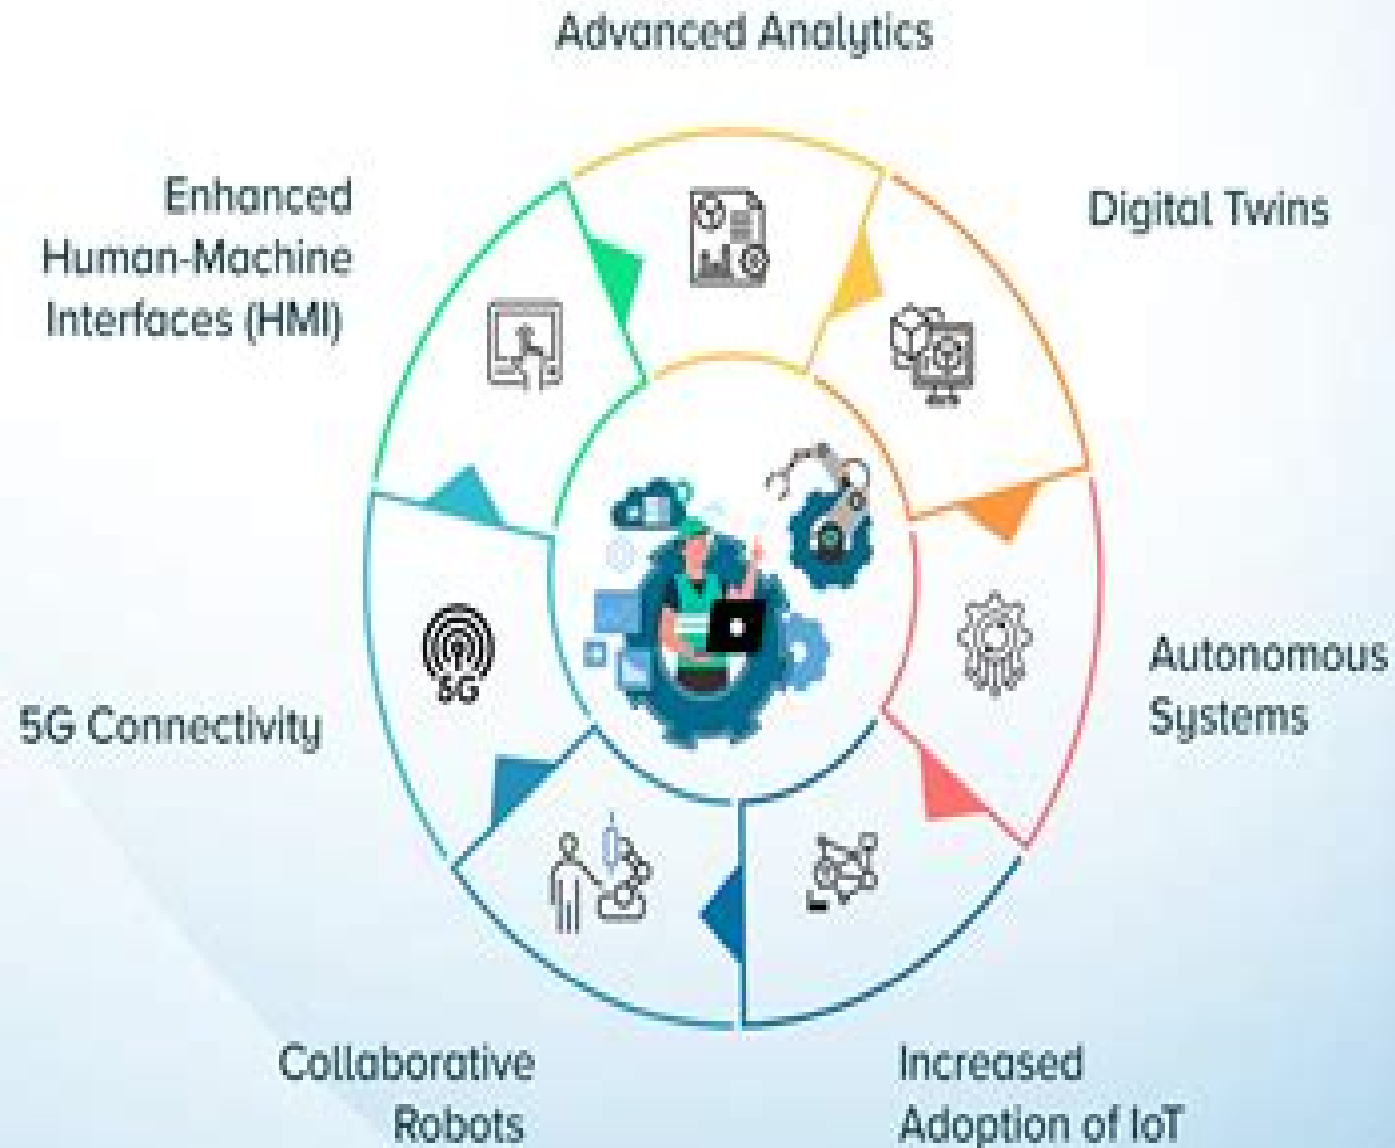 Advanced Analytics
Enhanced
Human-Machine
Interfaces (HMI)
Digital Twins
Autonomous
Systems
5G
5G Connectivity
Collaborative
Robots
Increased
Adoption of IoT